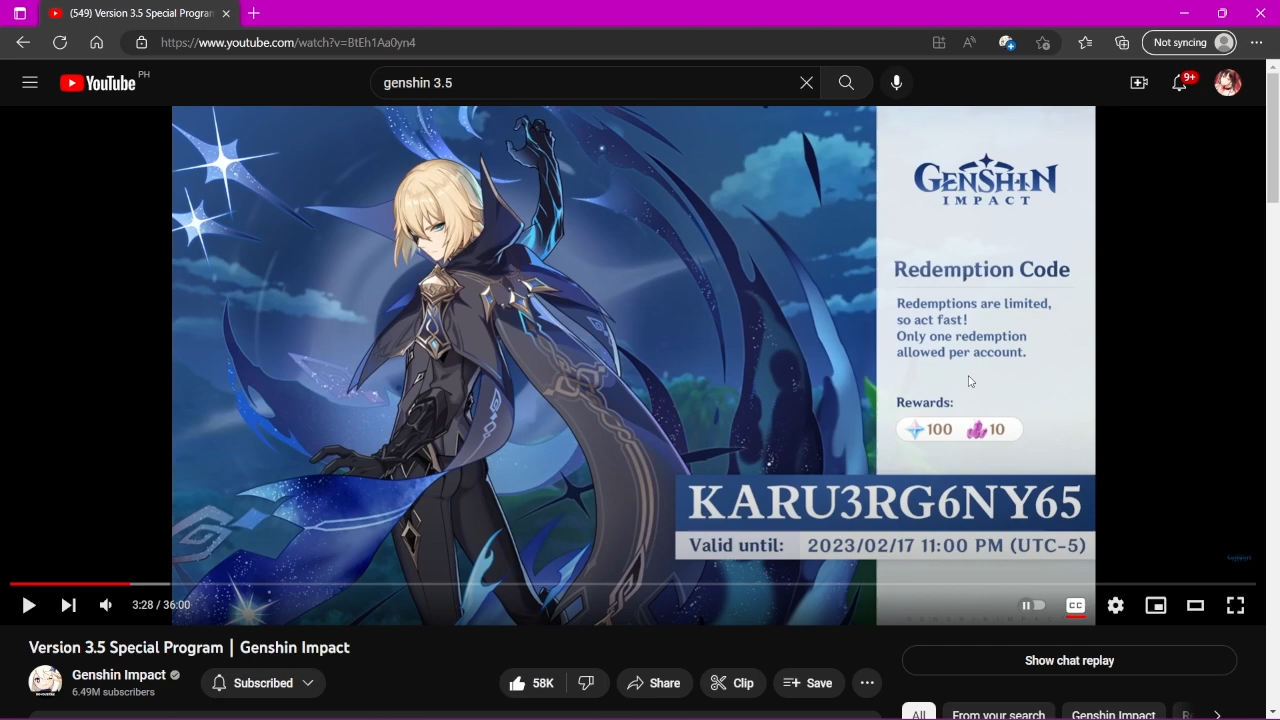 (549) Version 3.5 Special Program
https://www.youtube.com/watch?v=BtEh1Aa0yn4
Not syncing
YouTube PH
genshin 3.5
9+
GENSHIN
IMPACT
Redemption Code
Redemptions are limited,
so act fast!
Only one redemption
allowed per account.
Rewards:
100 10
KARU3RG6NY65
Valid until: 2023/02/17 11:00 PM (UTC-5)
3:28 / 36:00
CC
Version 3.5 Special Program | Genshin Impact
Genshin Impact
6.49M subscribers
Subscribed
58K
Share
Clip
Save
Show chat replay
All
From your search
Genshin Impact